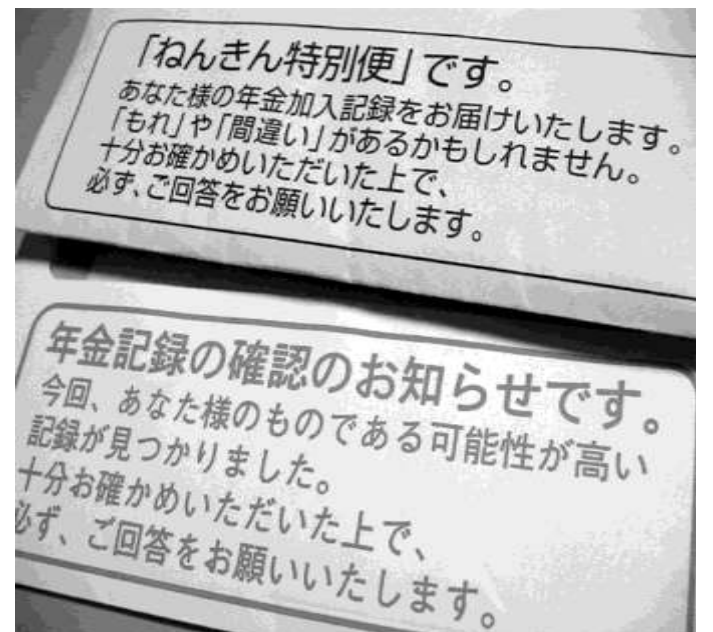 「ねんきん特別便」です。
あなた様の年金加入記録をお届けいたします。
「もれ」や「間違い」があるかもしれません。
十分お確かめいただいた上で、
必ず、ご回答をお願いいたします。
年金記録の確認のお知らせです。
今回、あなた様のものである可能性が高い
記録が見つかりました。
十分お確かめいただいた上で、
必ず、ご回答をお願いいたします。